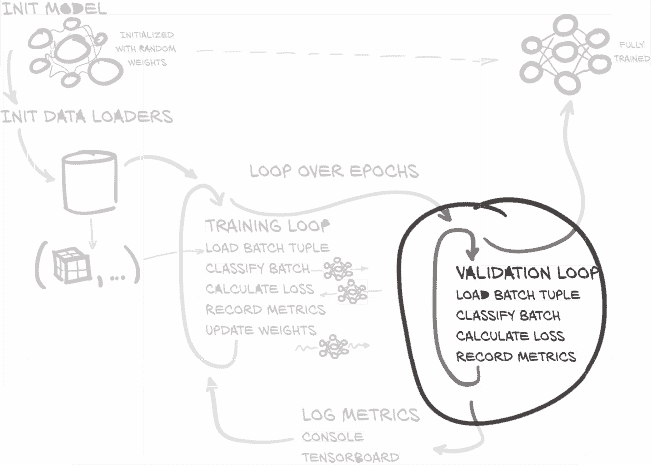 INIT MODEL
INITIALIZED
WITH RANDOM
WEIGHTS
FULLY
TRAINED
INIT DATA LOADERS
LOOP OVER EPOCHS
( , ... )
TRAINING LOOP
LOAD BATCH TUPLE
CLASSIFY BATCH
CALCULATE LOSS
RECORD METRICS
UPDATE WEIGHTS
VALIDATION LOOP
LOAD BATCH TUPLE
CLASSIFY BATCH
CALCULATE LOSS
RECORD METRICS
LOG METRICS
CONSOLE
TENSORBOARD